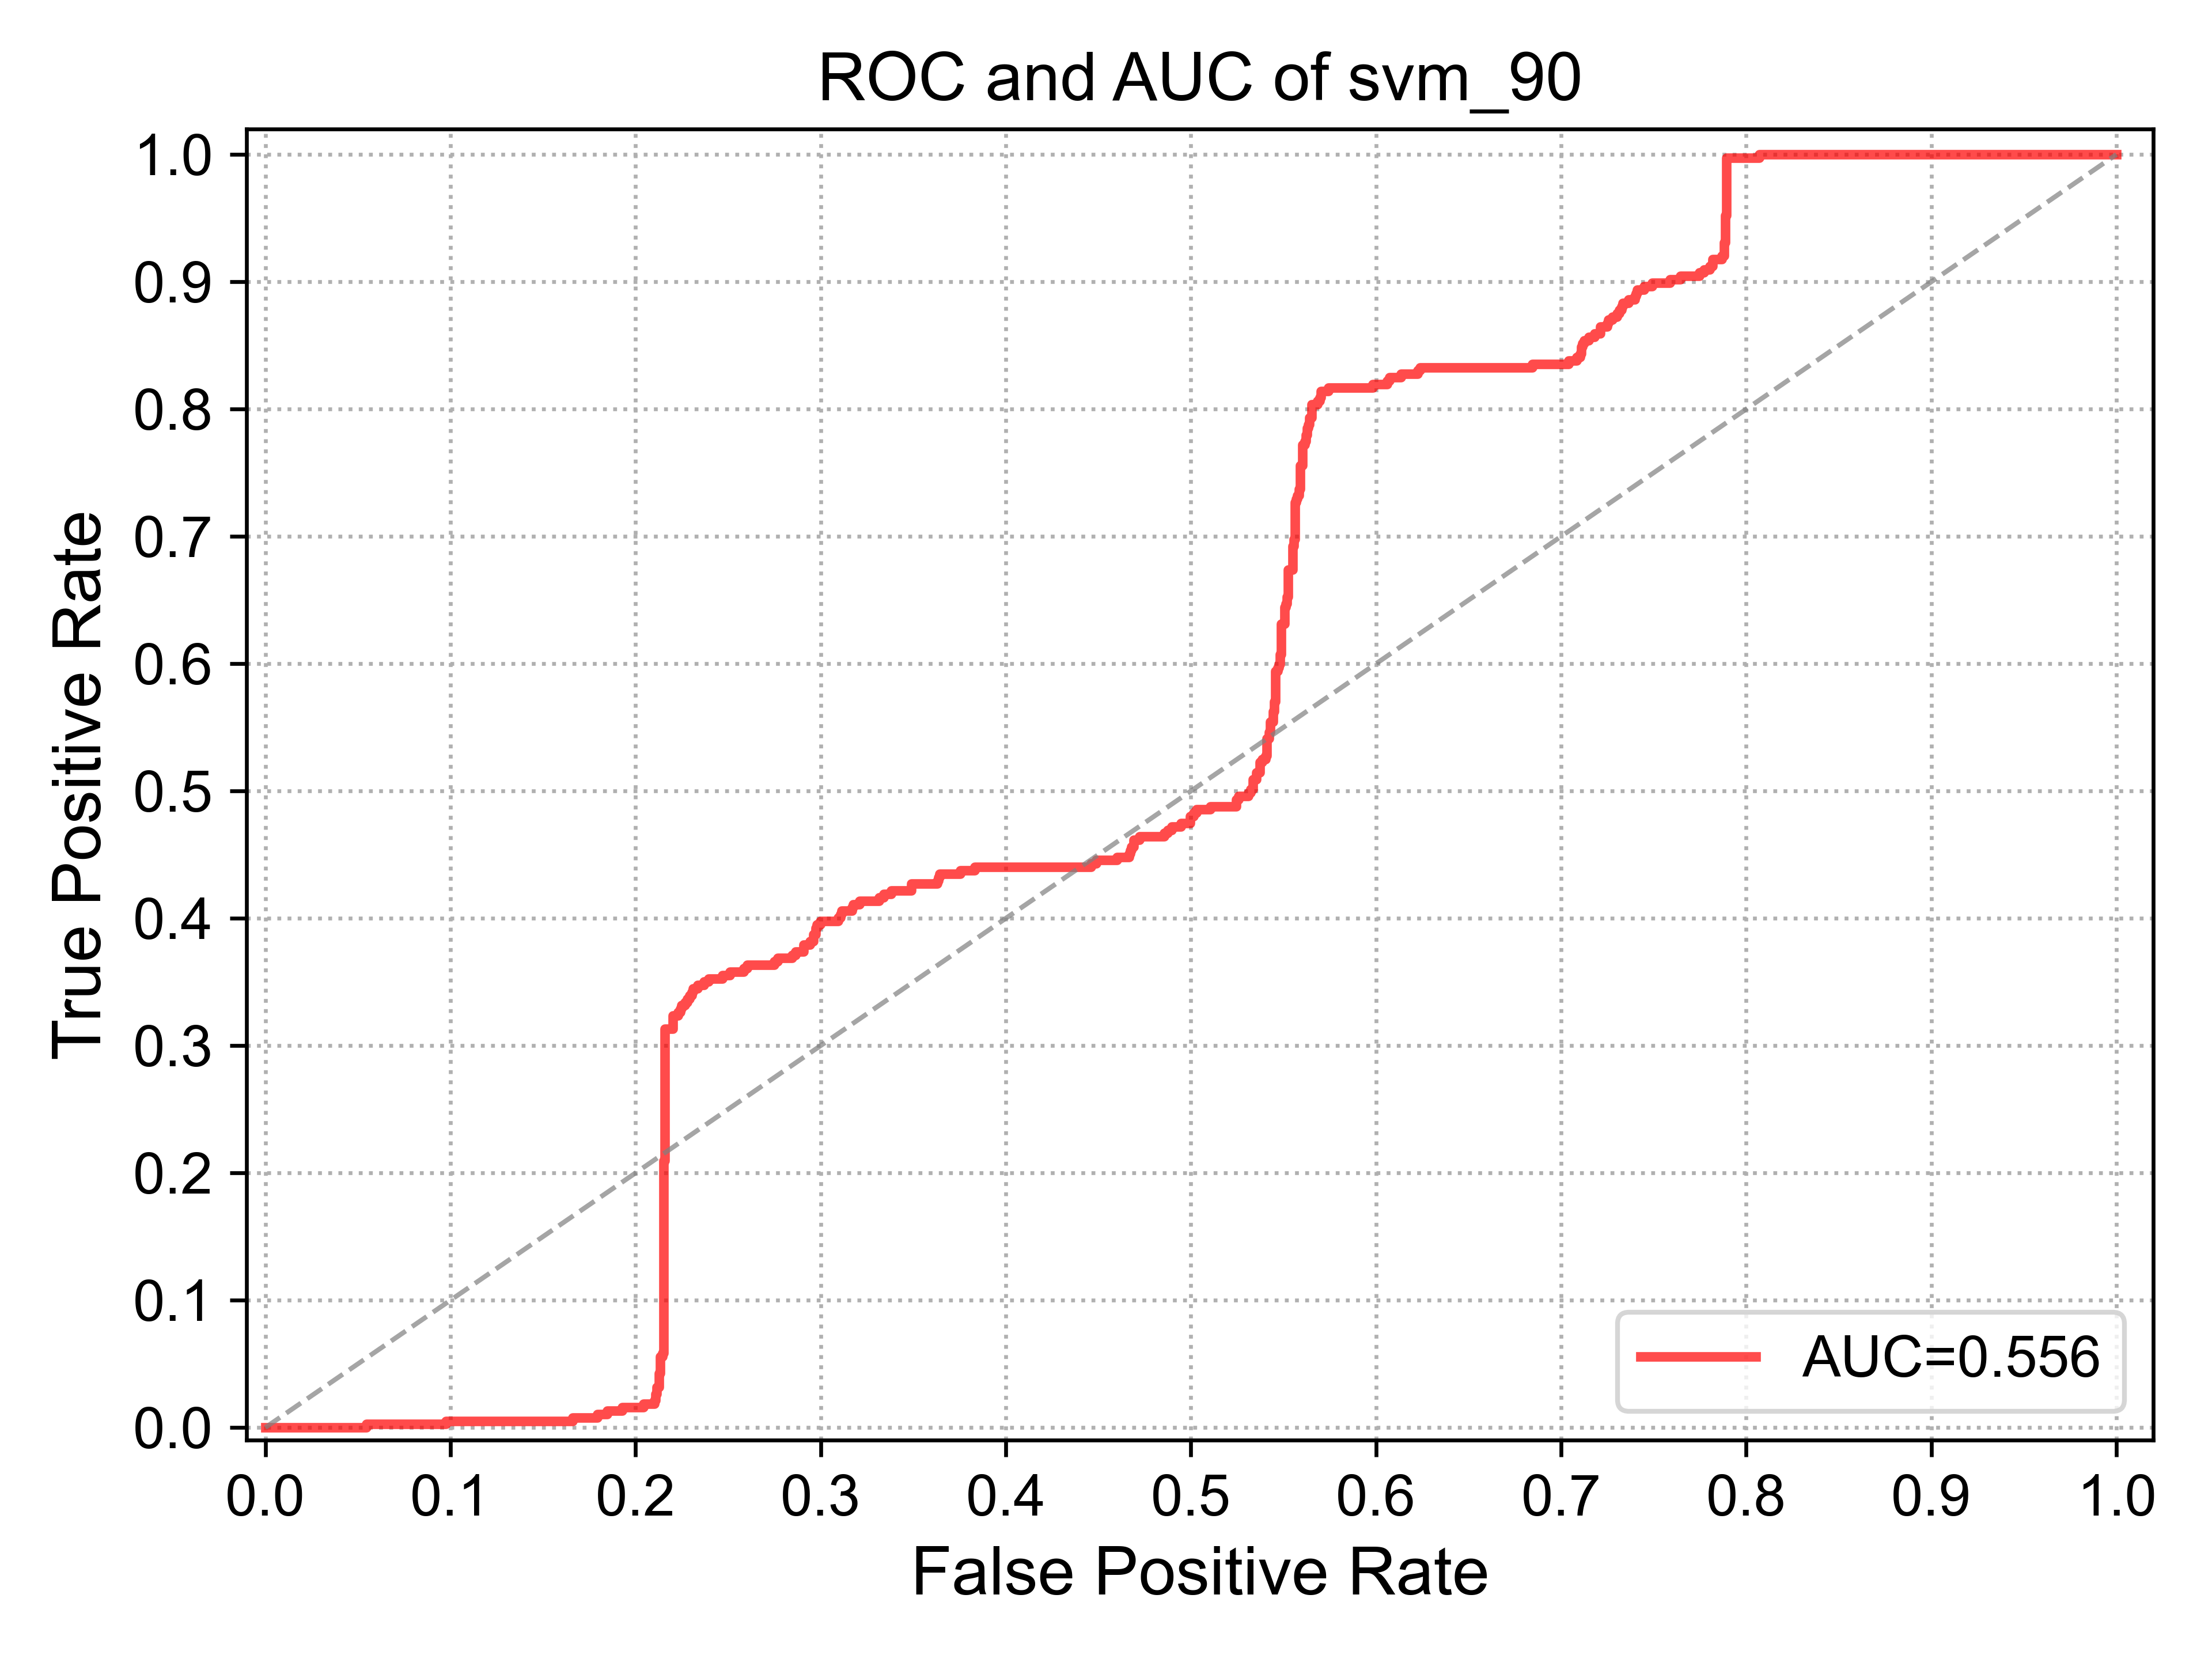 ROC and AUC of svm_90
True Positive Rate
1.0
0.9
0.8
0.7
0.6
0.5
0.4
0.3
0.2
0.1
0.0
AUC=0.556
0.0 0.1 0.2 0.3 0.4 0.5 0.6 0.7 0.8 0.9 1.0
False Positive Rate